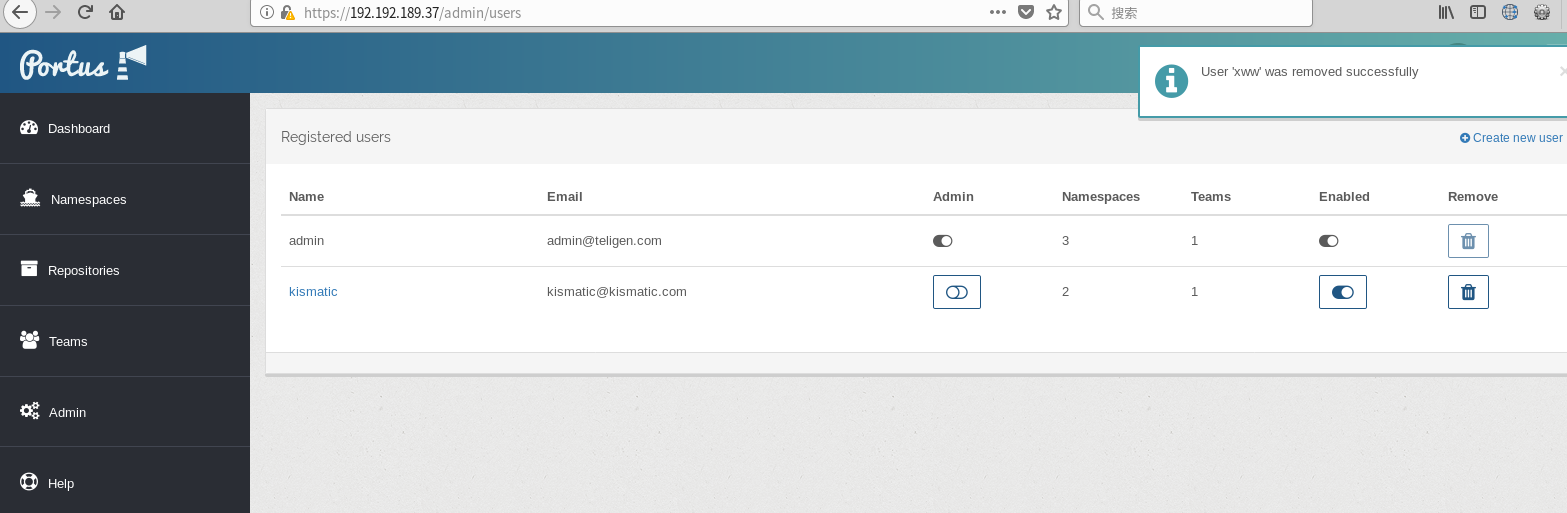 https://192.192.189.37/admin/users
搜索
Portus
User 'xww' was removed successfully
Dashboard
Namespaces
Repositories
Teams
Admin
Help
Registered users
Create new user
Name Email Admin Namespaces Teams Enabled Remove
admin admin@teligen.com 3 1
kismatic kismatic@kismatic.com 2 1